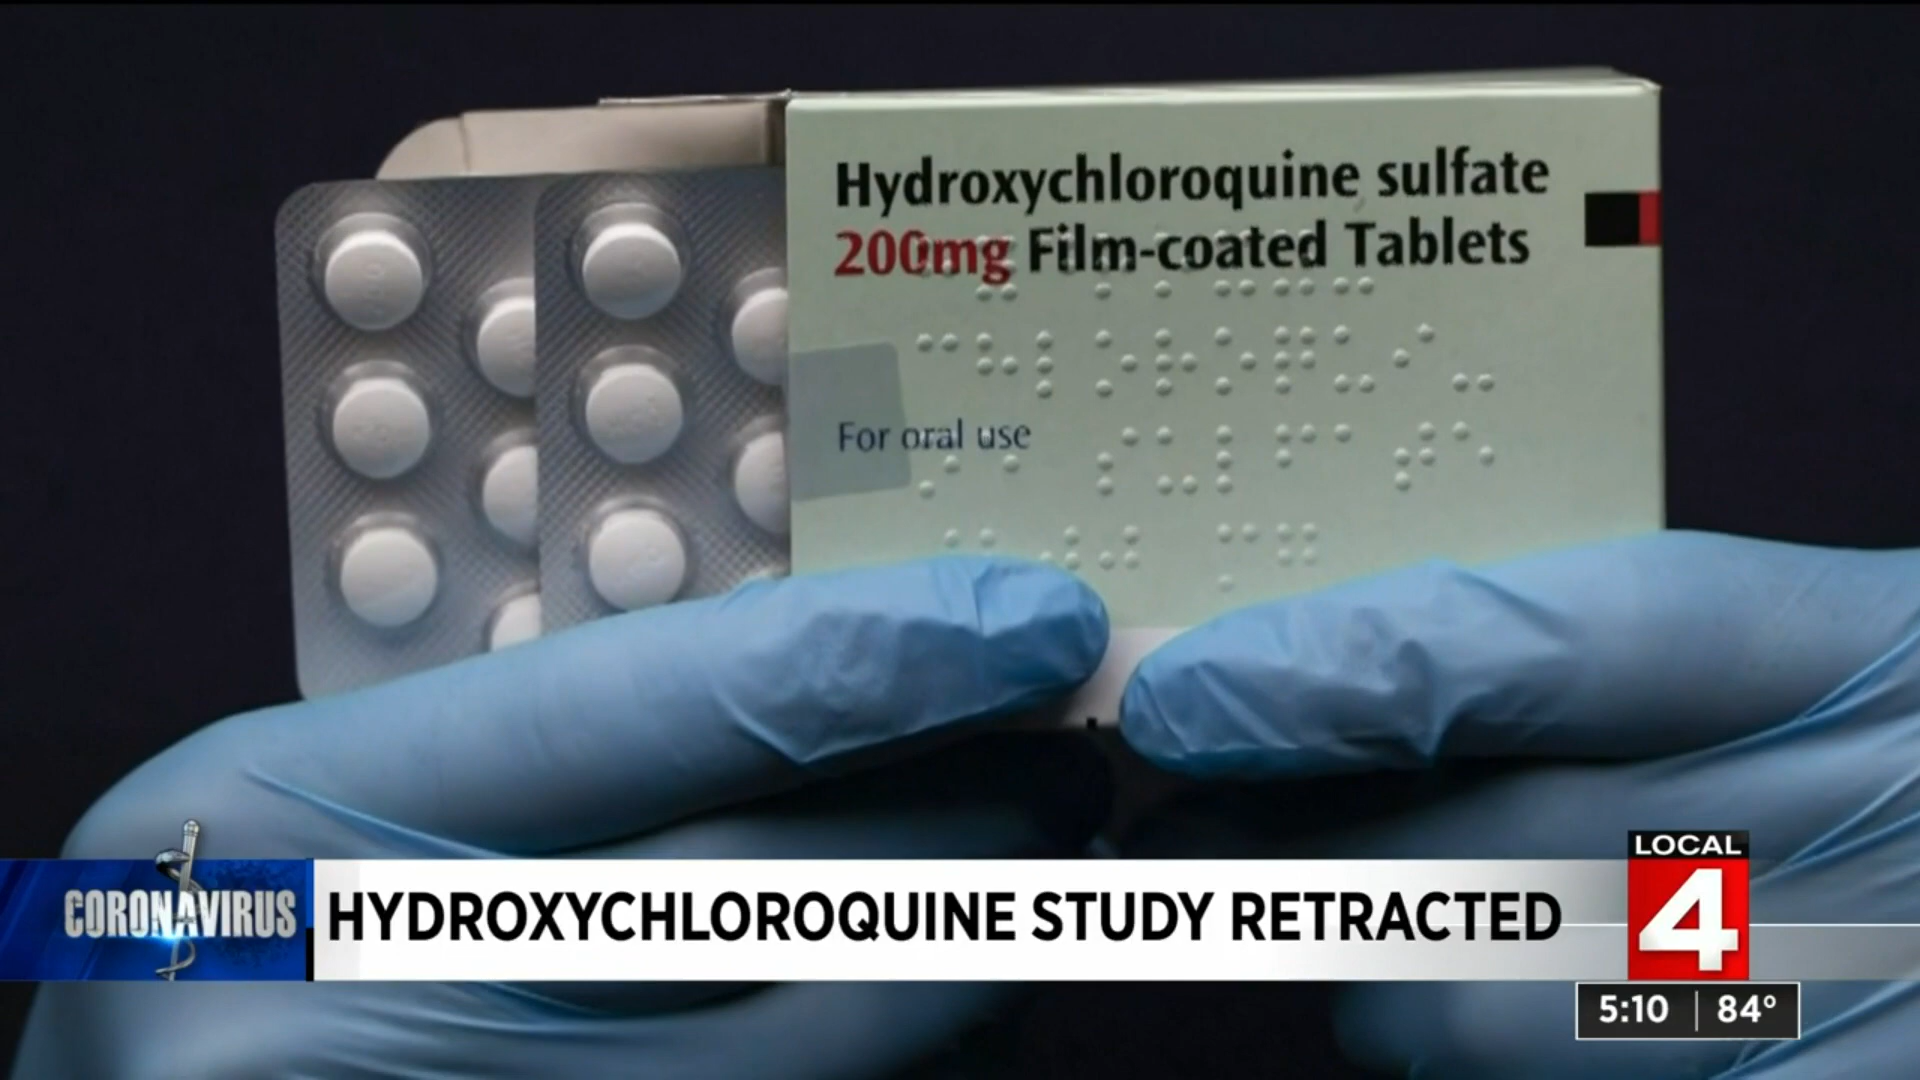 Hydroxychloroquine sulfate
200mg Film-coated Tablets
For oral use
CORONAVIRUS
HYDROXYCHLOROQUINE STUDY RETRACTED
LOCAL
4
5:10 84°